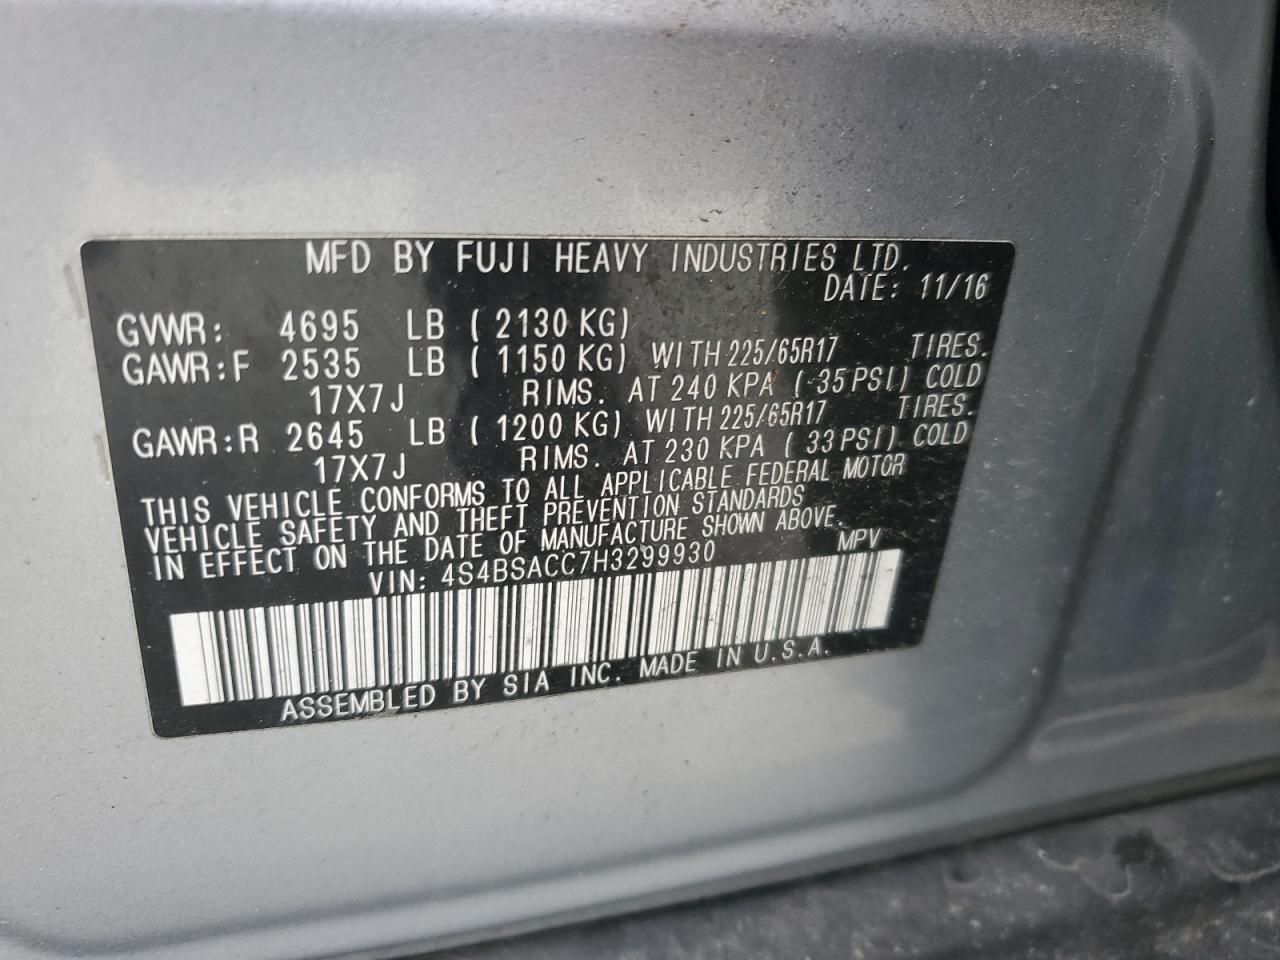 MFD BY FUJI HEAVY INDUSTRIES LTD.
DATE: 11/16
GVWR: 4695 LB ( 2130 KG)
GAWR:F 2535 LB ( 1150 KG) WITH 225/65R17 TIRES.
17X7J RIMS. AT 240 KPA ( 35 PSI) COLD
GAWR:R 2645 LB ( 1200 KG) WITH 225/65R17 TIRES.
17X7J RIMS. AT 230 KPA ( 33 PSI) COLD
THIS VEHICLE CONFORMS TO ALL APPLICABLE FEDERAL MOTOR
VEHICLE SAFETY AND THEFT PREVENTION STANDARDS
IN EFFECT ON THE DATE OF MANUFACTURE SHOWN ABOVE.
VIN: 4S4BSACC7H3299930 MPV
ASSEMBLED BY SIA INC. MADE IN U.S.A.